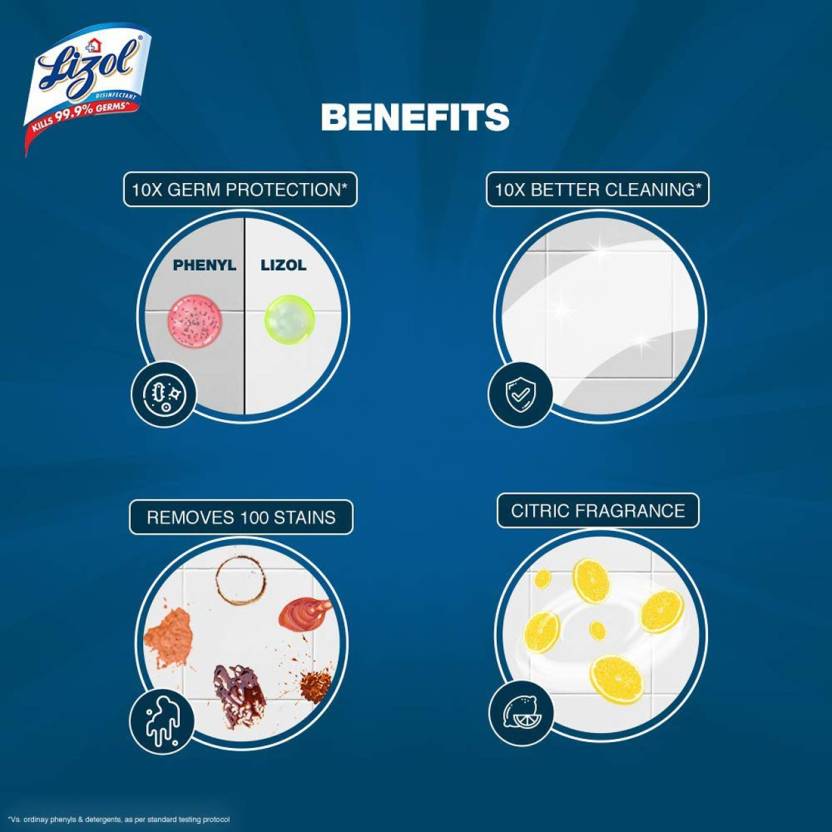 Lizol
DISINFECTANT
KILLS 99.9% GERMS^
BENEFITS
10X GERM PROTECTION*
10X BETTER CLEANING*
PHENYL
LIZOL
REMOVES 100 STAINS
CITRIC FRAGRANCE
*Vs. ordinay phenyls & detergents, as per standard testing protocol